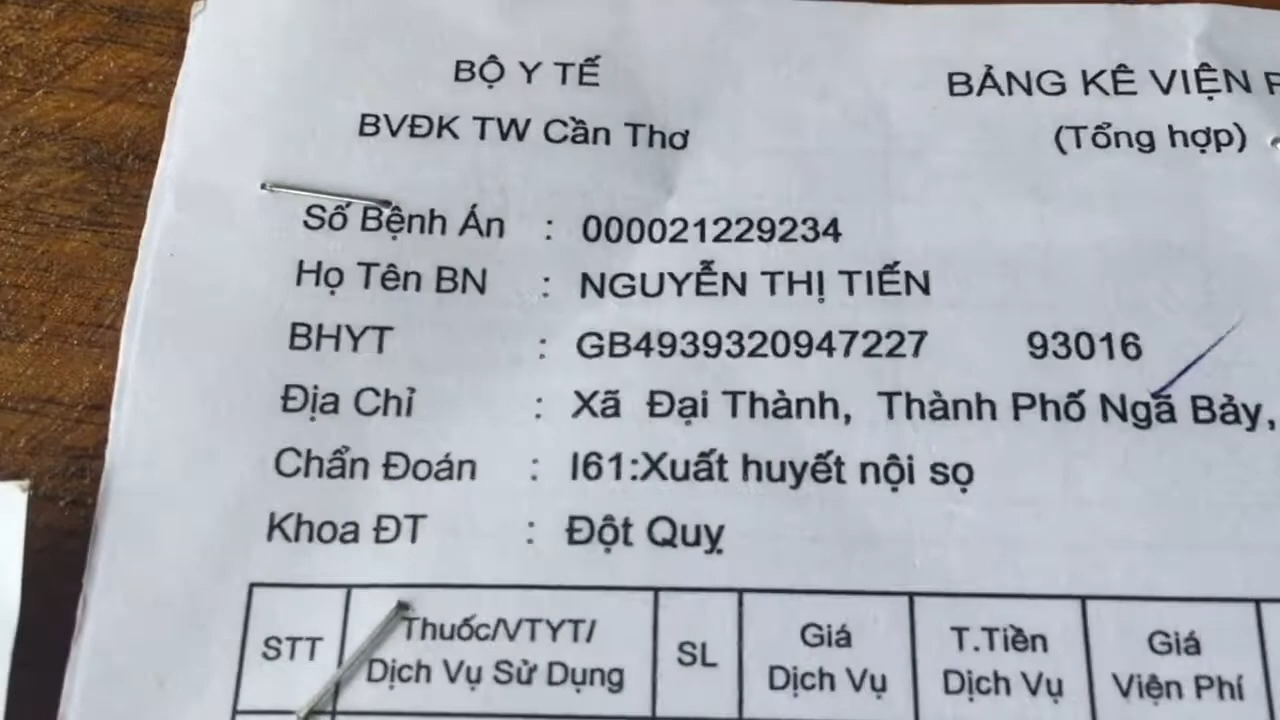 BỘ Y TẾ
BVĐK TW Cần Thơ
BẢNG KÊ VIỆN
(Tổng hợp)
Số Bệnh Án : 000021229234
Họ Tên BN : NGUYỄN THỊ TIẾN
BHYT : GB4939320947227 93016
Địa Chỉ : Xã Đại Thành, Thành Phố Ngã Bảy,
Chẩn Đoán : I61:Xuất huyết nội sọ
Khoa ĐT : Đột Quỵ
STT
Thuốc/VTYT/
Dịch Vụ Sử Dụng
SL
Giá
Dịch Vụ
T.Tiền
Dịch Vụ
Giá
Viện Phí